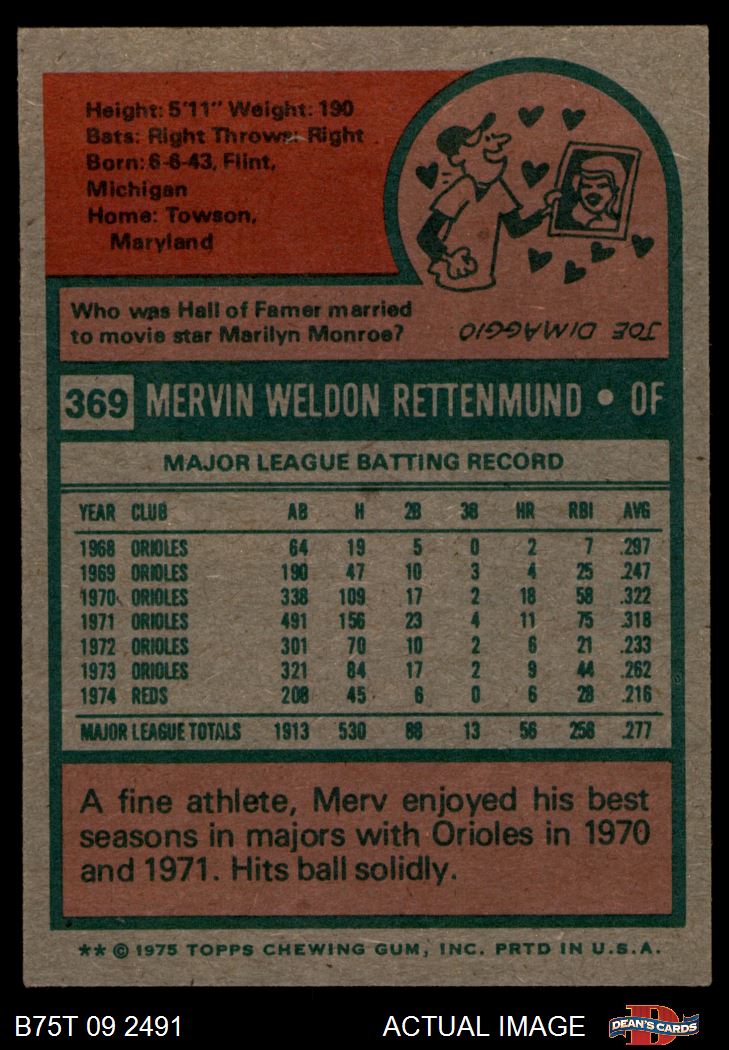 Height: 5'11" Weight: 190
Bats: Right Throws: Right
Born: 6-6-43, Flint,
Michigan
Home: Towson,
Maryland
Who was Hall of Famer married
to movie star Marilyn Monroe?
JOE DIMAGGIO
369 MERVIN WELDON RETTENMUND • OF
MAJOR LEAGUE BATTING RECORD
YEAR CLUB AB H 2B 3B HR RBI AVG
1968 ORIOLES 64 19 5 0 2 7 .297
1969 ORIOLES 190 47 10 3 4 25 .247
1970 ORIOLES 338 109 17 2 18 58 .322
1971 ORIOLES 491 156 23 4 11 75 .318
1972 ORIOLES 301 70 10 2 6 21 .233
1973 ORIOLES 321 84 17 2 9 44 .262
1974 REDS 208 45 6 0 6 28 .216
MAJOR LEAGUE TOTALS 1913 530 88 13 56 258 .277
A fine athlete, Merv enjoyed his best
seasons in majors with Orioles in 1970
and 1971. Hits ball solidly.
** © 1975 TOPPS CHEWING GUM, INC. PRTD IN U.S.A.
B75T 09 2491 ACTUAL IMAGE DEAN'S CARDS